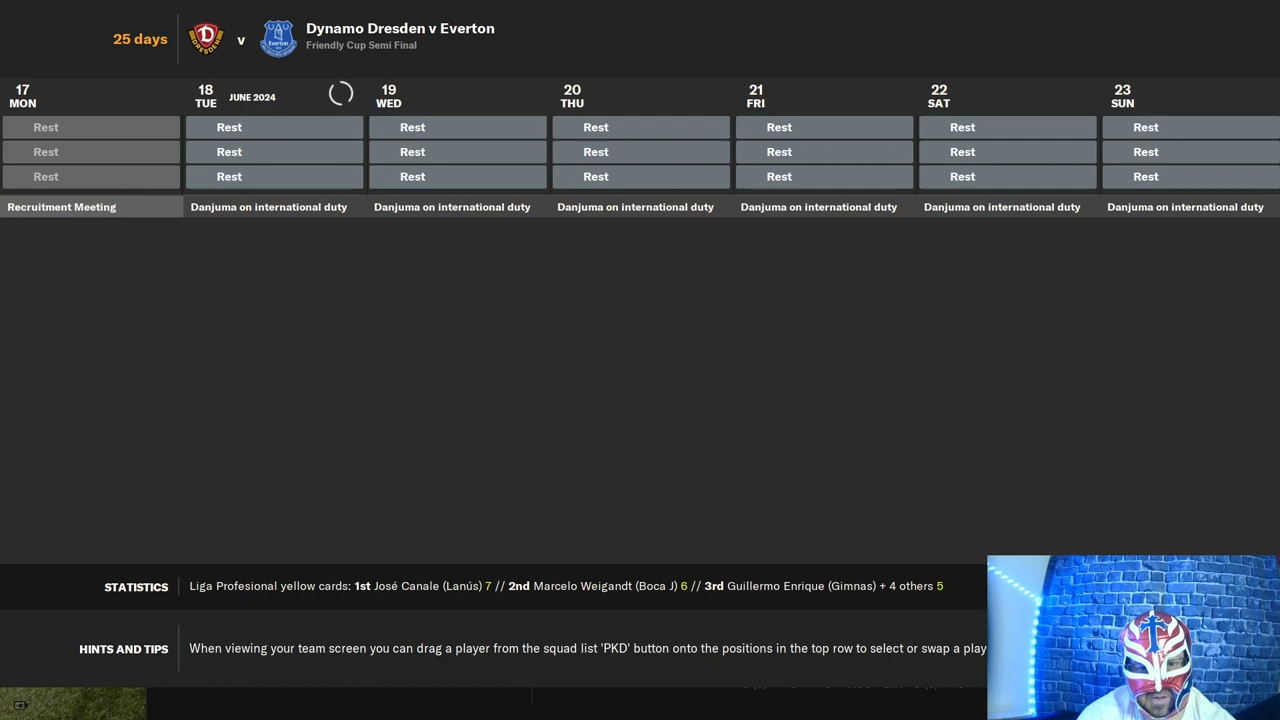 25 days
v
Dynamo Dresden v Everton
Friendly Cup Semi Final
17 MON
18 TUE JUNE 2024
19 WED
20 THU
21 FRI
22 SAT
23 SUN
Rest Rest Rest Rest Rest Rest Rest
Rest Rest Rest Rest Rest Rest Rest
Rest Rest Rest Rest Rest Rest Rest
Recruitment Meeting Danjuma on international duty Danjuma on international duty Danjuma on international duty Danjuma on international duty Danjuma on international duty Danjuma on international duty
STATISTICS Liga Profesional yellow cards: 1st José Canale (Lanús) 7 // 2nd Marcelo Weigandt (Boca J) 6 // 3rd Guillermo Enrique (Gimnas) + 4 others 5
HINTS AND TIPS When viewing your team screen you can drag a player from the squad list 'PKD' button onto the positions in the top row to select or swap a play